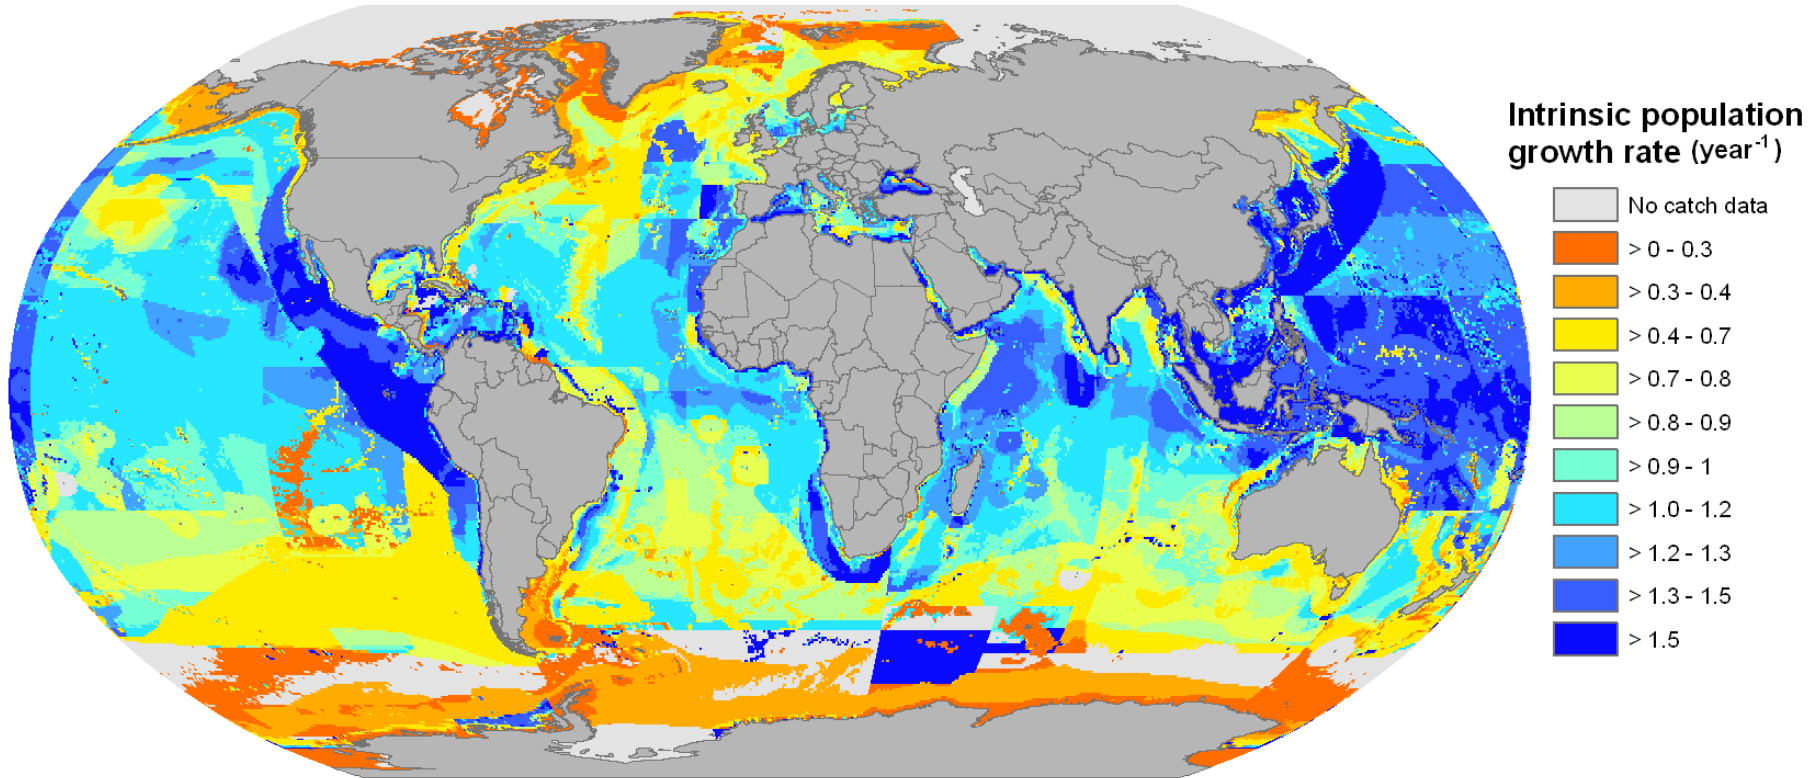 Intrinsic population
growth rate (year⁻¹)
No catch data
> 0 - 0.3
> 0.3 - 0.4
> 0.4 - 0.7
> 0.7 - 0.8
> 0.8 - 0.9
> 0.9 - 1
> 1.0 - 1.2
> 1.2 - 1.3
> 1.3 - 1.5
> 1.5